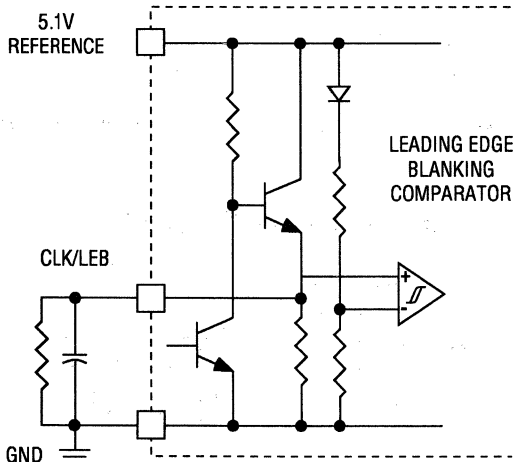 5.1V
REFERENCE
LEADING EDGE
BLANKING
COMPARATOR
CLK/LEB
+
-
GND